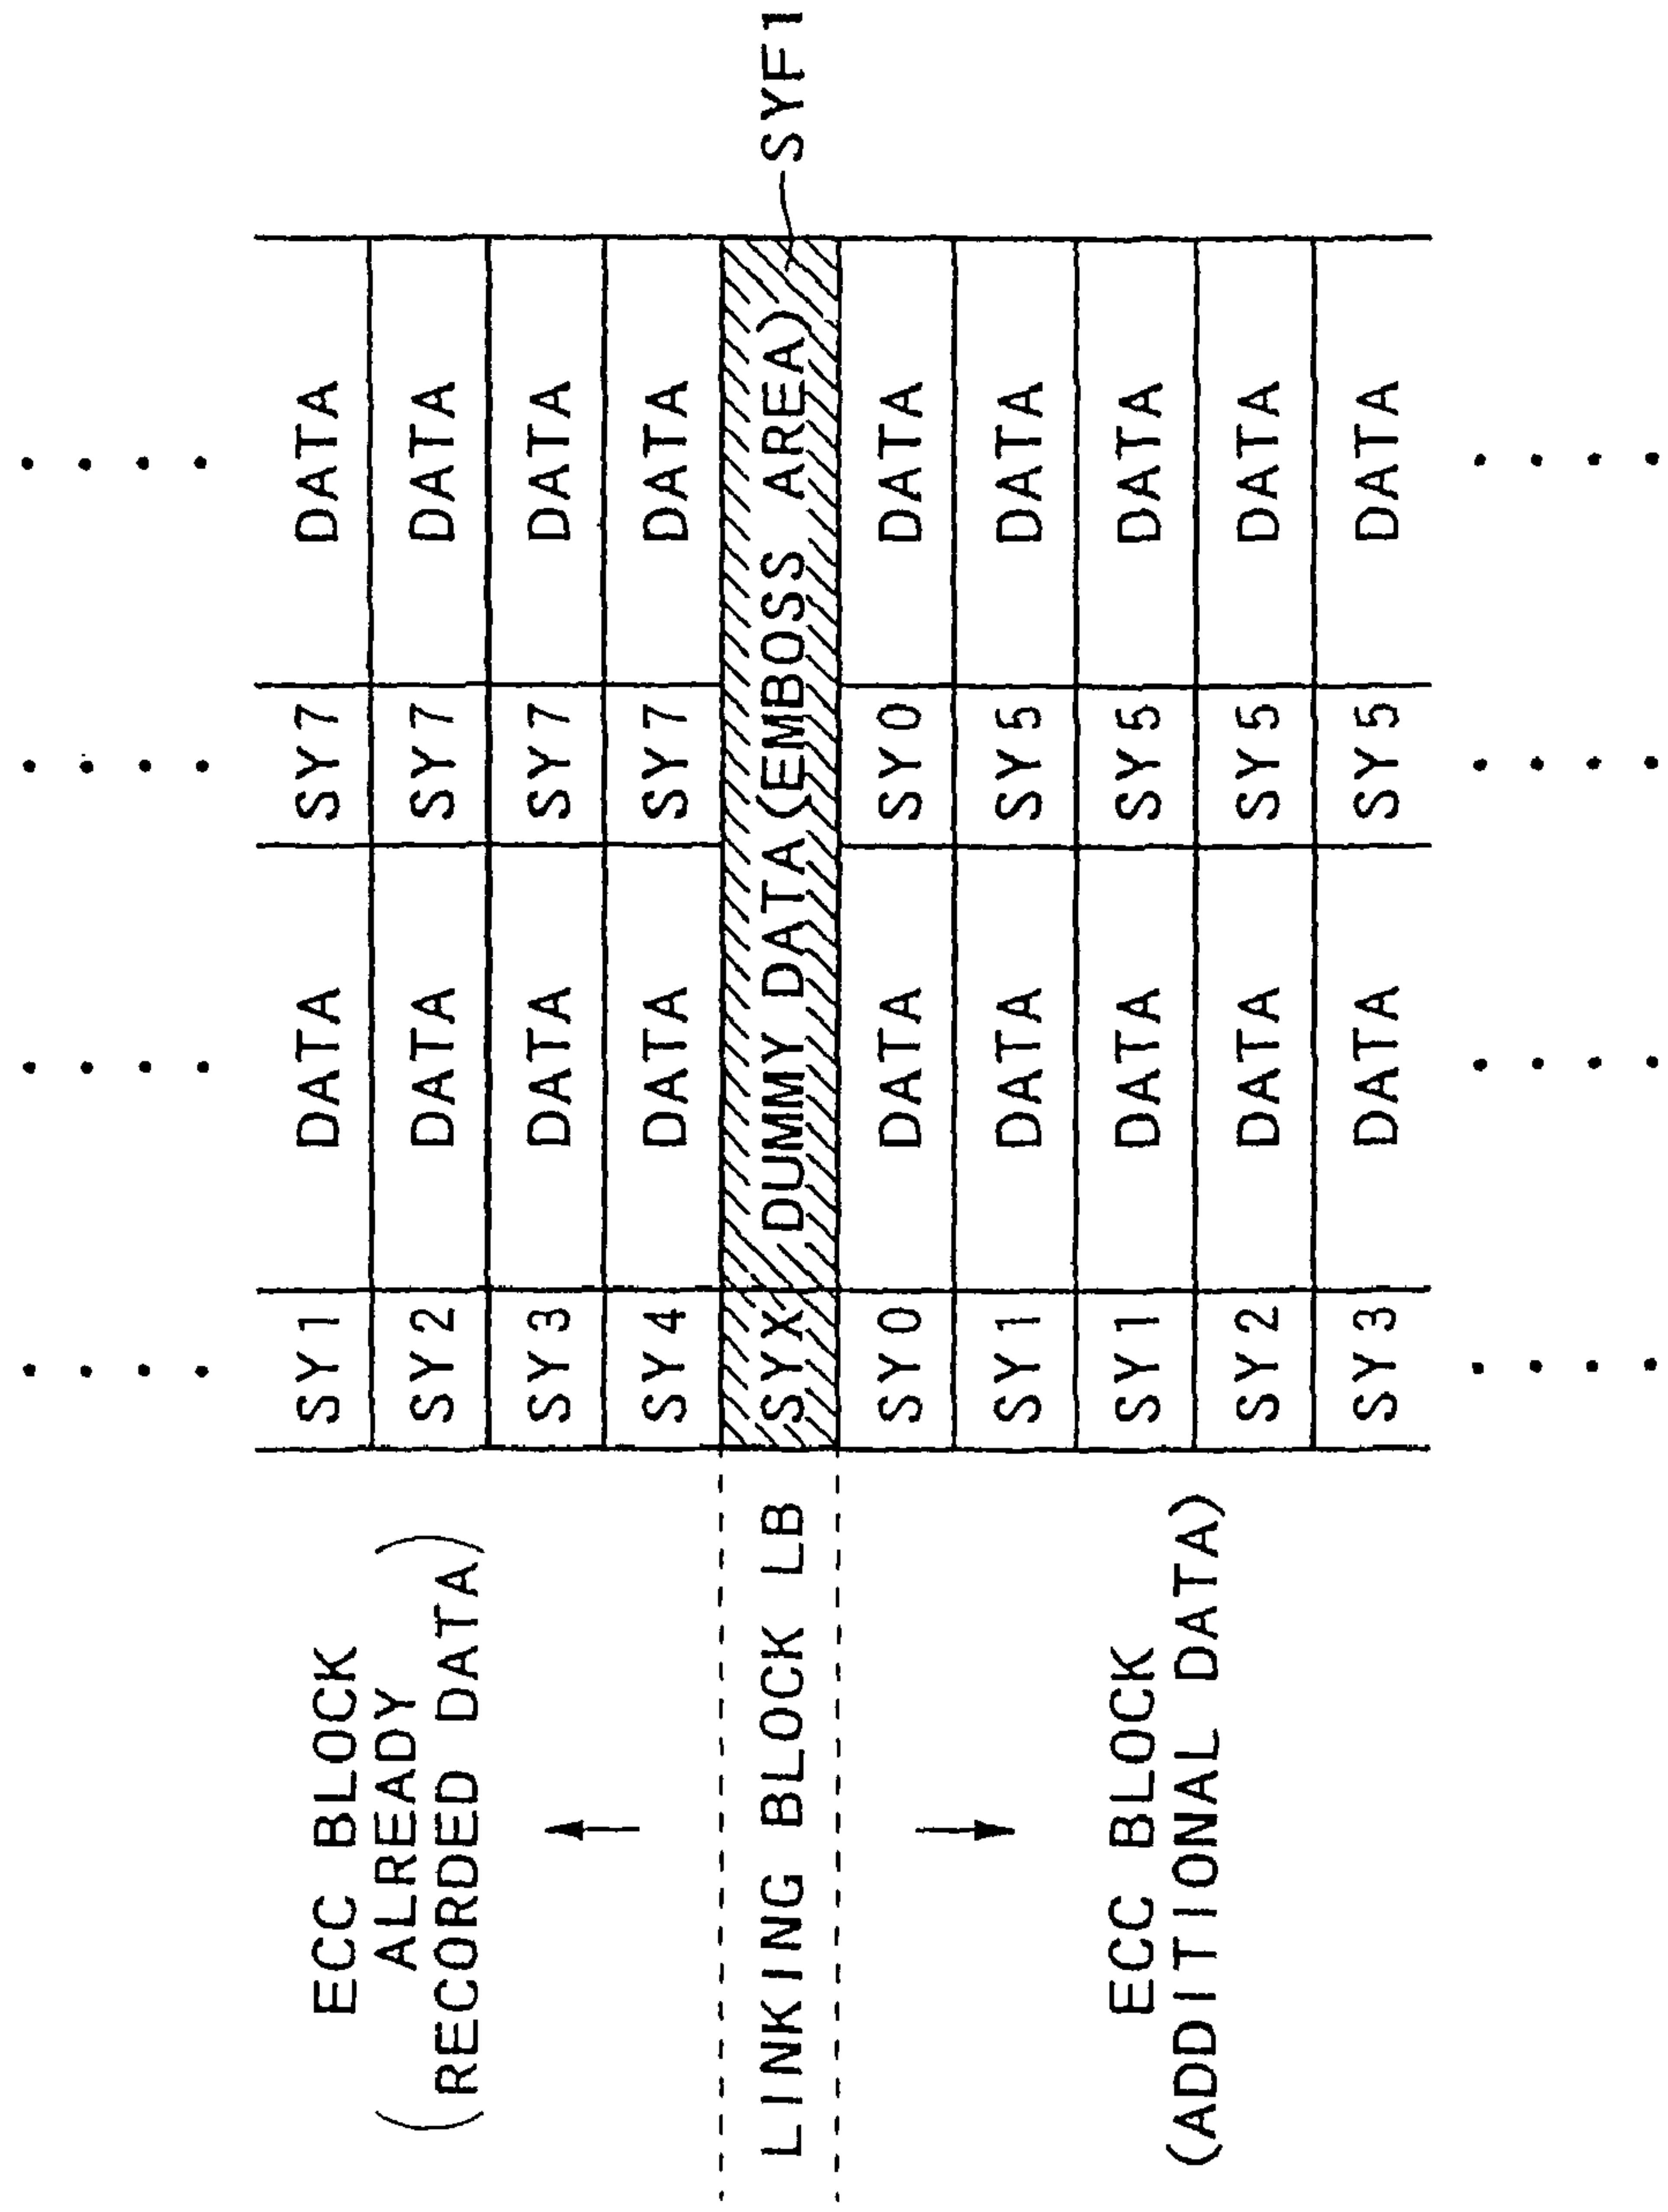 ECC BLOCK
ALREADY
(RECORDED DATA)
SY1 DATA SY7 DATA
SY2 DATA SY7 DATA
SY3 DATA SY7 DATA
SY4 DATA SY7 DATA
LINKING BLOCK LB SYX DUMMY DATA(EMBOSS AREA) SYF1
ECC BLOCK
(ADDITIONAL DATA)
SY0 DATA SY0 DATA
SY1 DATA SY5 DATA
SY1 DATA SY5 DATA
SY2 DATA SY5 DATA
SY3 DATA SY5 DATA